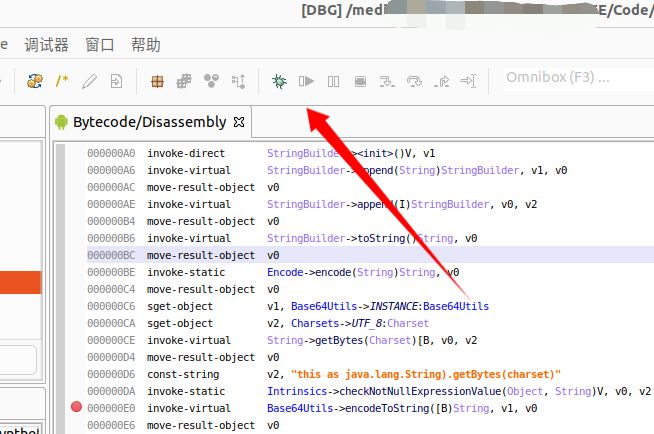 [DBG] /med E/Code/
re 调试器 窗口 帮助
Omnibox (F3) ...
Bytecode/Disassembly
000000A0 invoke-direct StringBuilder-><init>()V, v1
000000A6 invoke-virtual StringBuilder->append(String)StringBuilder, v1, v0
000000AC move-result-object v0
000000AE invoke-virtual StringBuilder->append(I)StringBuilder, v0, v2
000000B4 move-result-object v0
000000B6 invoke-virtual StringBuilder->toString()String, v0
000000BC move-result-object v0
000000BE invoke-static Encode->encode(String)String, v0
000000C4 move-result-object v0
000000C6 sget-object v1, Base64Utils->INSTANCE:Base64Utils
000000CA sget-object v2, Charsets->UTF_8:Charset
000000CE invoke-virtual String->getBytes(Charset)[B, v0, v2
000000D4 move-result-object v0
000000D6 const-string v2, "this as java.lang.String).getBytes(charset)"
000000DA invoke-static Intrinsics->checkNotNullExpressionValue(Object, String)V, v0, v2
000000E0 invoke-virtual Base64Utils->encodeToString([B)String, v1, v0
000000E6 move-result-object v0